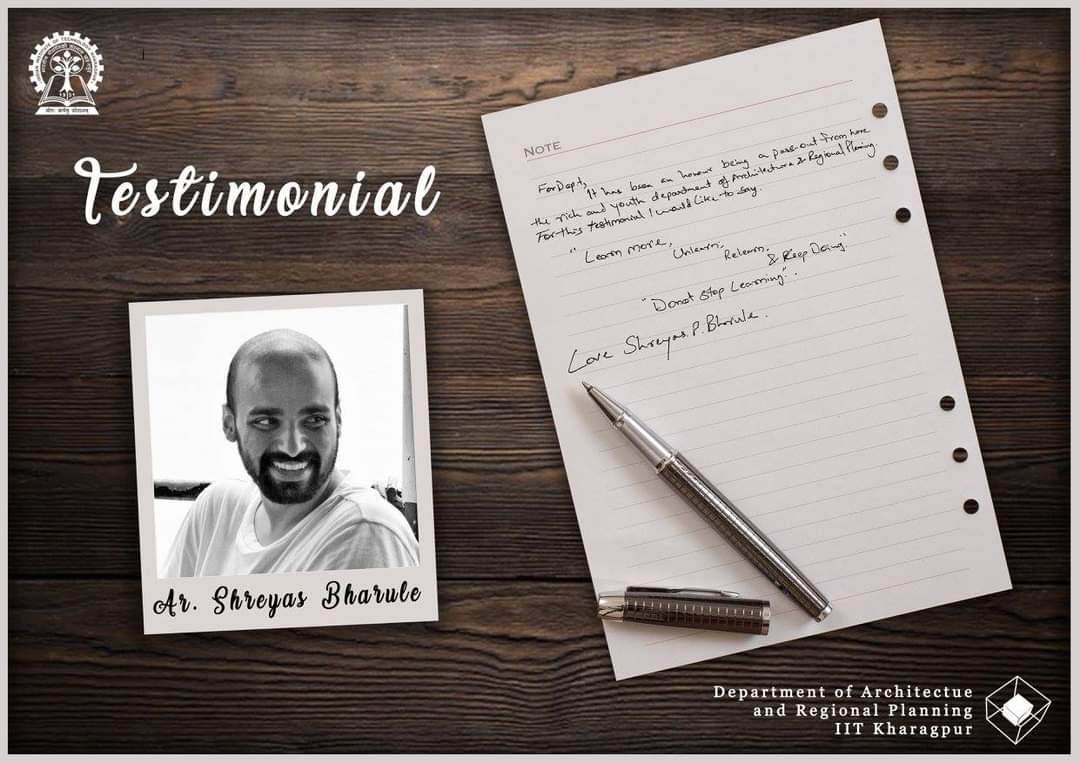 Testimonial
NOTE
For Dept,
It has been an honour being a pass-out from here
the rich and youth department of Architecture & Regional Planing.
For this testimonial I would like to say.
"Learn more,
Unlearn,
Relearn,
& Keep Doing"
"Donot Stop Learning".
Love Shreyas.P.Bharule.
Ar. Shreyas Bharule
Department of Architectue
and Regional Planning
IIT Kharagpur